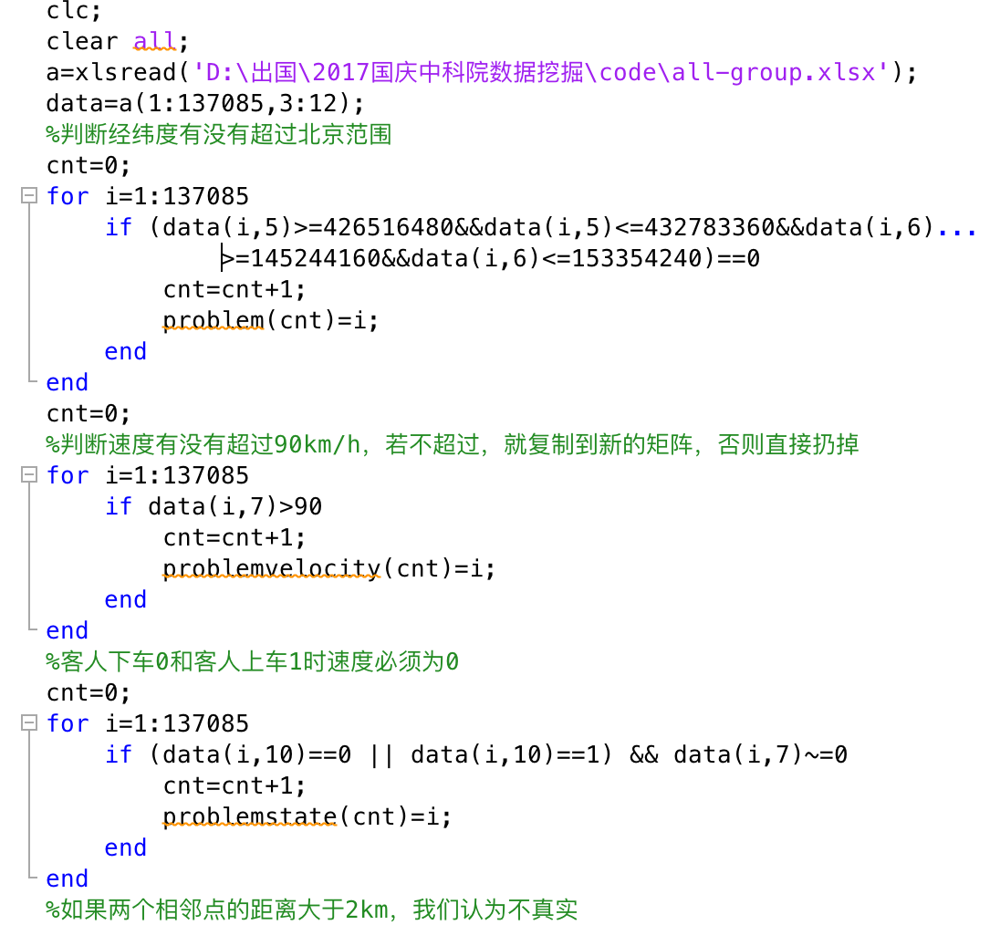 clc;
clear all;
a=xlsread('D:\出国\2017国庆中科院数据挖掘\code\all-group.xlsx');
data=a(1:137085,3:12);
%判断经纬度有没有超过北京范围
cnt=0;
for i=1:137085
    if (data(i,5)>=426516480&&data(i,5)<=432783360&&data(i,6)...
            >=145244160&&data(i,6)<=153354240)==0
        cnt=cnt+1;
        problem(cnt)=i;
    end
end
cnt=0;
%判断速度有没有超过90km/h，若不超过，就复制到新的矩阵，否则直接扔掉
for i=1:137085
    if data(i,7)>90
        cnt=cnt+1;
        problemvelocity(cnt)=i;
    end
end
%客人下车0和客人上车1时速度必须为0
cnt=0;
for i=1:137085
    if (data(i,10)==0 || data(i,10)==1) && data(i,7)~=0
        cnt=cnt+1;
        problemstate(cnt)=i;
    end
end
%如果两个相邻点的距离大于2km，我们认为不真实